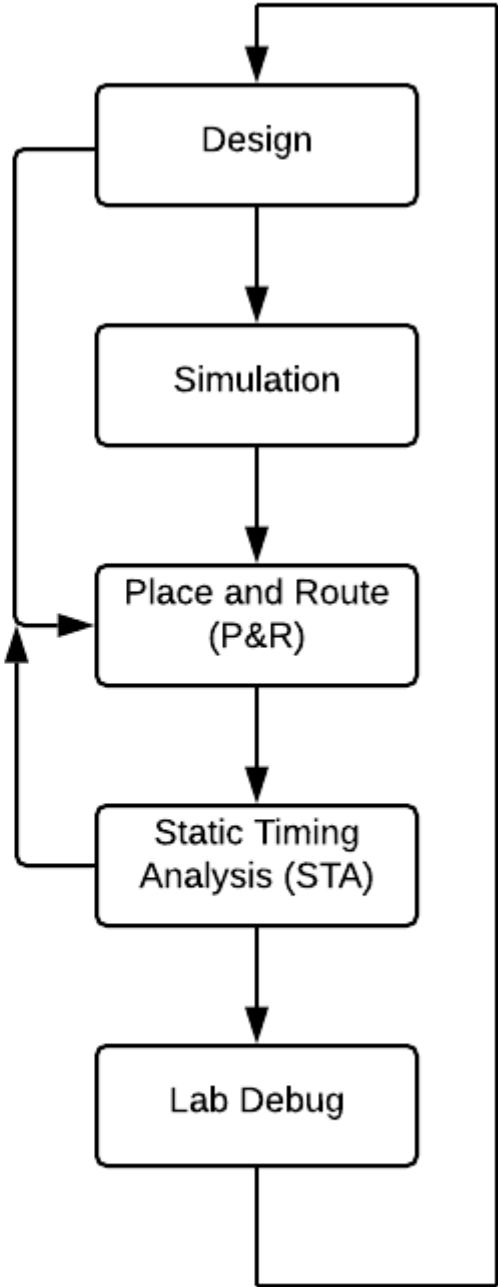 Design
Simulation
Place and Route
(P&R)
Static Timing
Analysis (STA)
Lab Debug